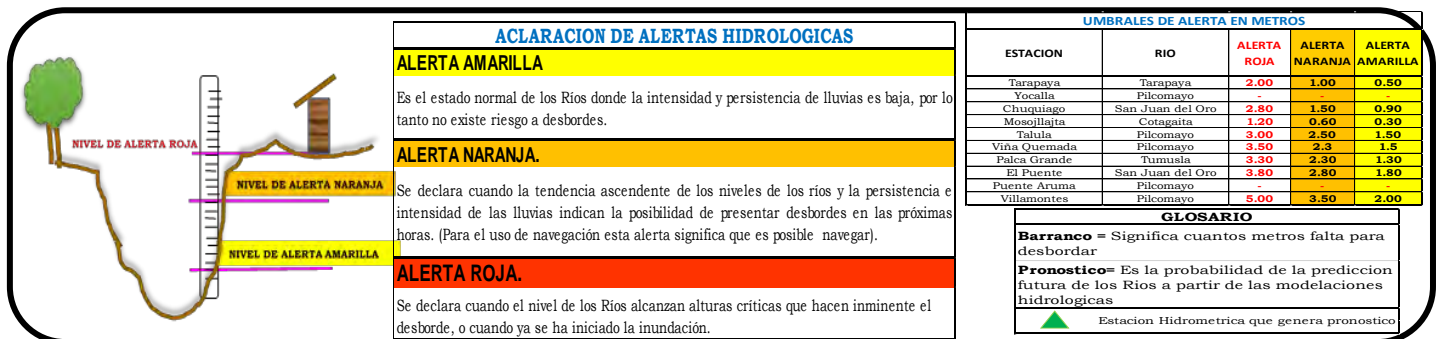 NIVEL DE ALERTA ROJA
NIVEL DE ALERTA NARANJA
NIVEL DE ALERTA AMARILLA
ACLARACION DE ALERTAS HIDROLOGICAS
ALERTA AMARILLA
Es el estado normal de los Ríos donde la intensidad y persistencia de lluvias es baja, por lo
tanto no existe riesgo a desbordes.
ALERTA NARANJA.
Se declara cuando la tendencia ascendente de los niveles de los ríos y la persistencia e
intensidad de las lluvias indican la posibilidad de presentar desbordes en las próximas
horas. (Para el uso de navegación esta alerta significa que es posible navegar).
ALERTA ROJA.
Se declara cuando el nivel de los Ríos alcanzan alturas críticas que hacen inminente el
desborde, o cuando ya se ha iniciado la inundación.
UMBRALES DE ALERTA EN METROS
ESTACION RIO ALERTA ROJA ALERTA NARANJA ALERTA AMARILLA
Tarapaya Tarapaya 2.00 1.00 0.50
Yocalla Pilcomayo - - -
Chuquiago San Juan del Oro 2.80 1.50 0.90
Mosojllajta Cotagaita 1.20 0.60 0.30
Talula Pilcomayo 3.00 2.50 1.50
Viña Quemada Pilcomayo 3.50 2.3 1.5
Palca Grande Tumusla 3.30 2.30 1.30
El Puente San Juan del Oro 3.80 2.80 1.80
Puente Aruma Pilcomayo - - -
Villamontes Pilcomayo 5.00 3.50 2.00
GLOSARIO
Barranco = Significa cuantos metros falta para
desbordar
Pronostico= Es la probabilidad de la prediccion
futura de los Rios a partir de las modelaciones
hidrologicas
Estacion Hidrometrica que genera pronostico